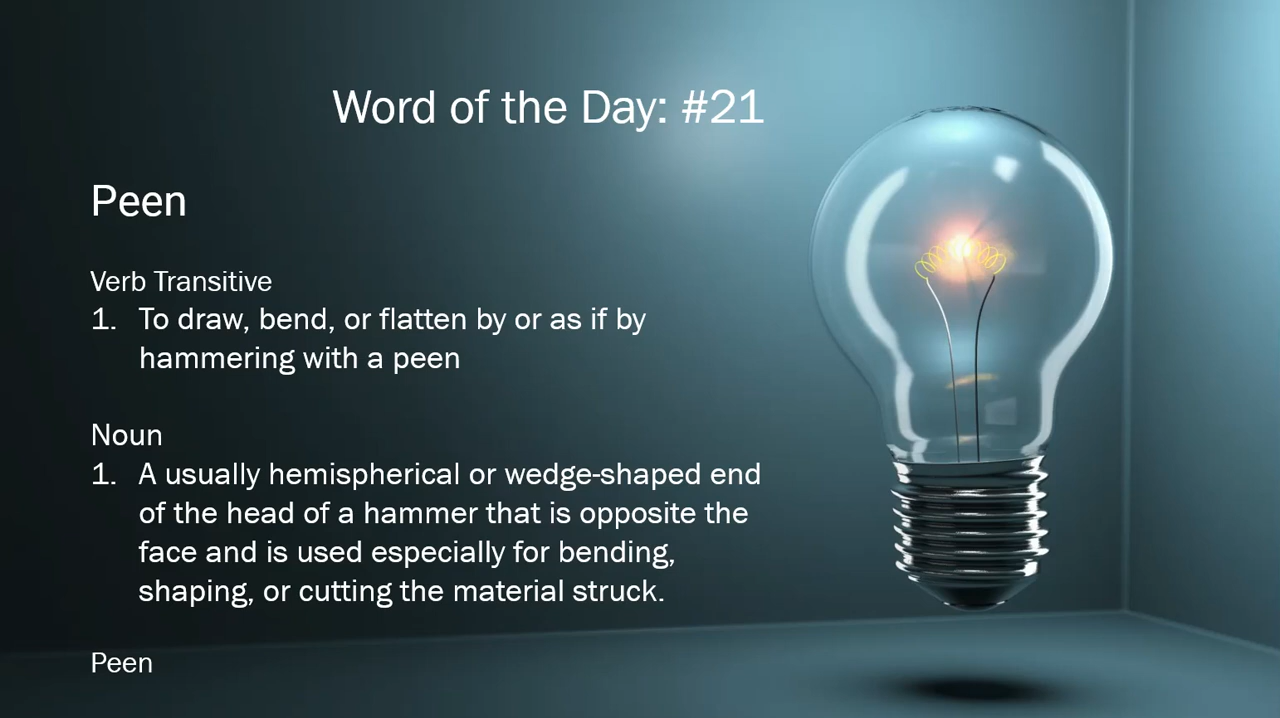 Word of the Day: #21
Peen
Verb Transitive
1. To draw, bend, or flatten by or as if by
hammering with a peen
Noun
1. A usually hemispherical or wedge-shaped end
of the head of a hammer that is opposite the
face and is used especially for bending,
shaping, or cutting the material struck.
Peen